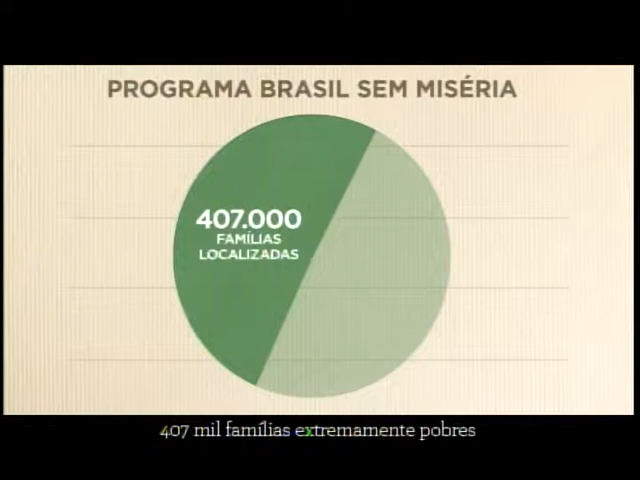 PROGRAMA BRASIL SEM MISÉRIA
407.000
FAMÍLIAS
LOCALIZADAS
407 mil famílias extremamente pobres